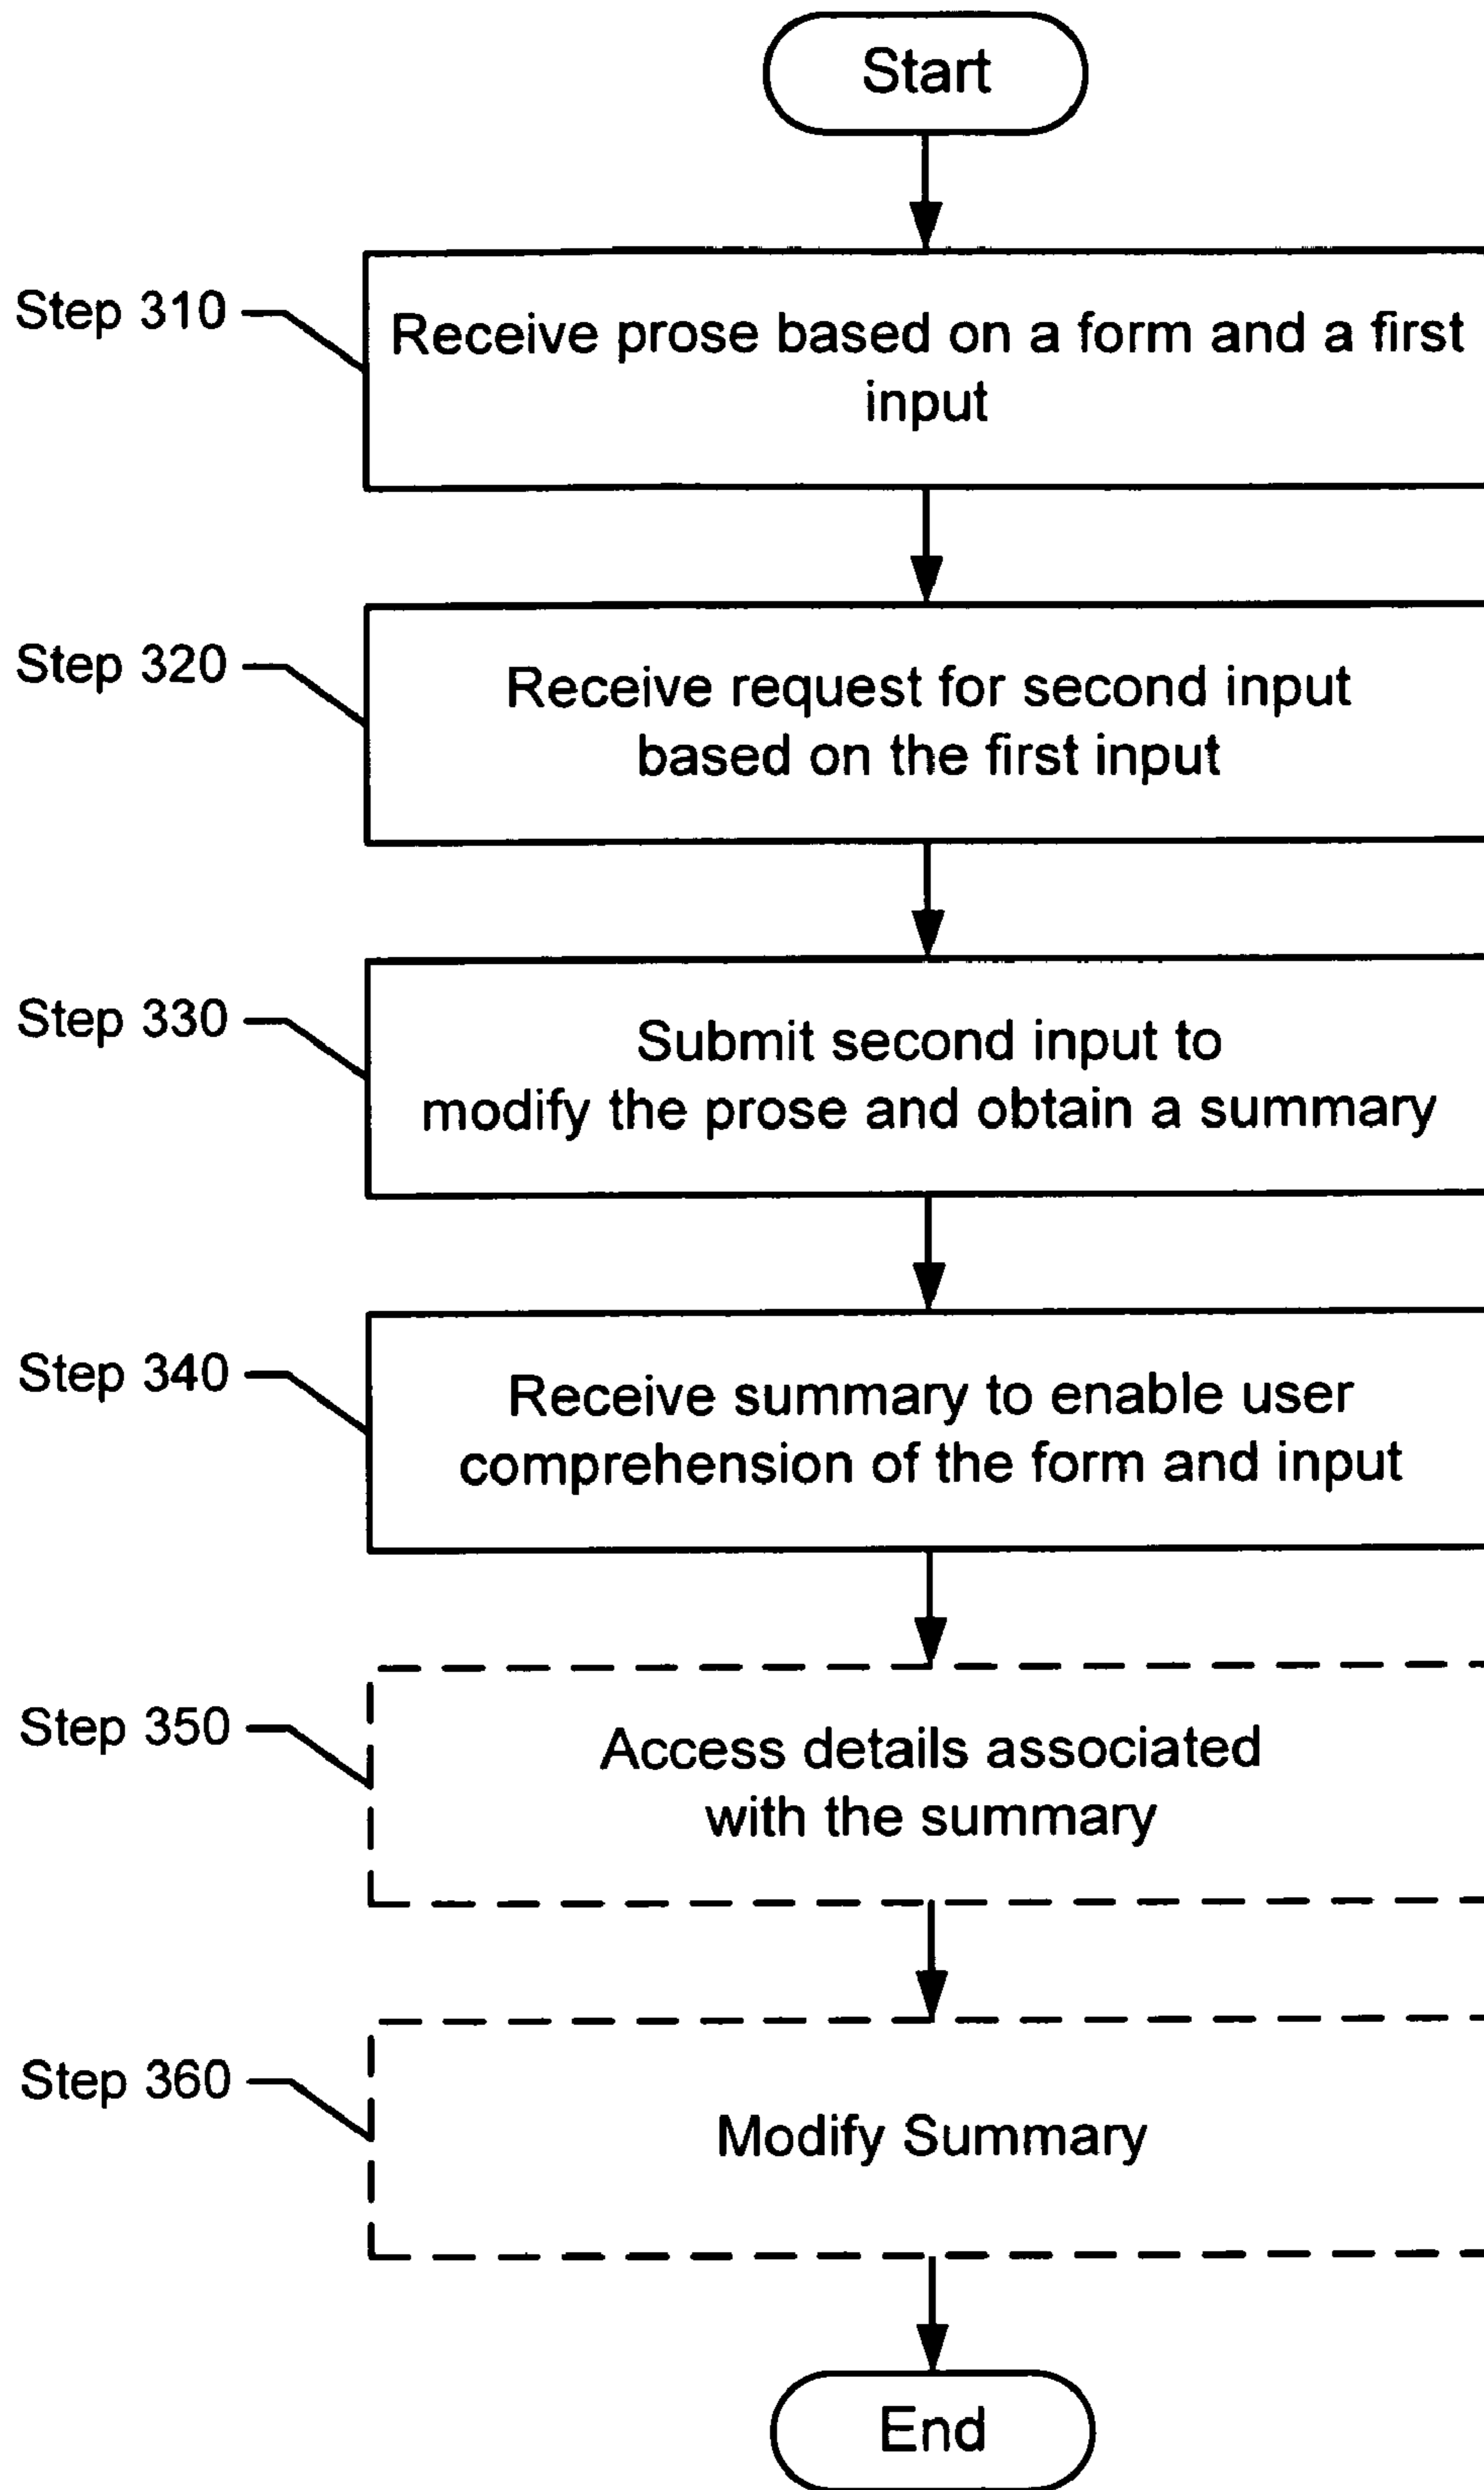 Start
Step 310
Receive prose based on a form and a first
input
Step 320
Receive request for second input
based on the first input
Step 330
Submit second input to
modify the prose and obtain a summary
Step 340
Receive summary to enable user
comprehension of the form and input
Step 350
Access details associated
with the summary
Step 360
Modify Summary
End